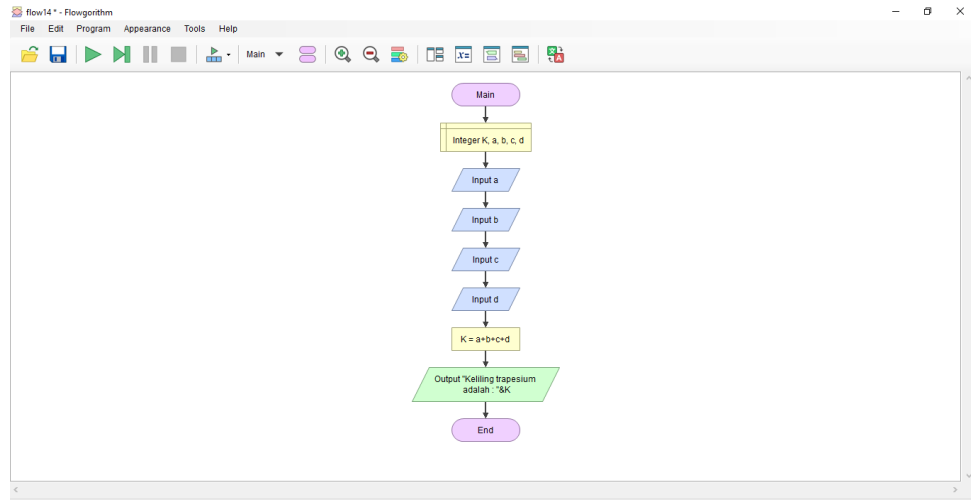 flow14 * - Flowgorithm
File Edit Program Appearance Tools Help
Main
x=
Main
Integer K, a, b, c, d
Input a
Input b
Input c
Input d
K = a+b+c+d
Output "Keliling trapesium
adalah : "&K
End